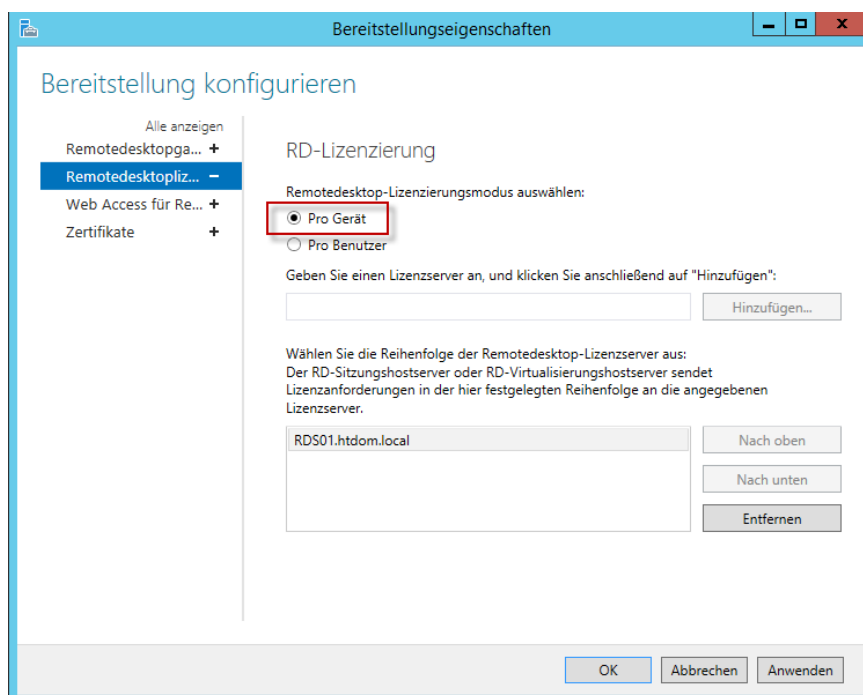 Bereitstellungseigenschaften
Bereitstellung konfigurieren
Alle anzeigen
Remotedesktopga... +
Remotedesktopliz... –
Web Access für Re... +
Zertifikate +
RD-Lizenzierung
Remotedesktop-Lizenzierungsmodus auswählen:
Pro Gerät
Pro Benutzer
Geben Sie einen Lizenzserver an, und klicken Sie anschließend auf "Hinzufügen":
Hinzufügen...
Wählen Sie die Reihenfolge der Remotedesktop-Lizenzserver aus:
Der RD-Sitzungshostserver oder RD-Virtualisierungshostserver sendet
Lizenzanforderungen in der hier festgelegten Reihenfolge an die angegebenen
Lizenzserver.
RDS01.htdom.local
Nach oben
Nach unten
Entfernen
OK Abbrechen Anwenden